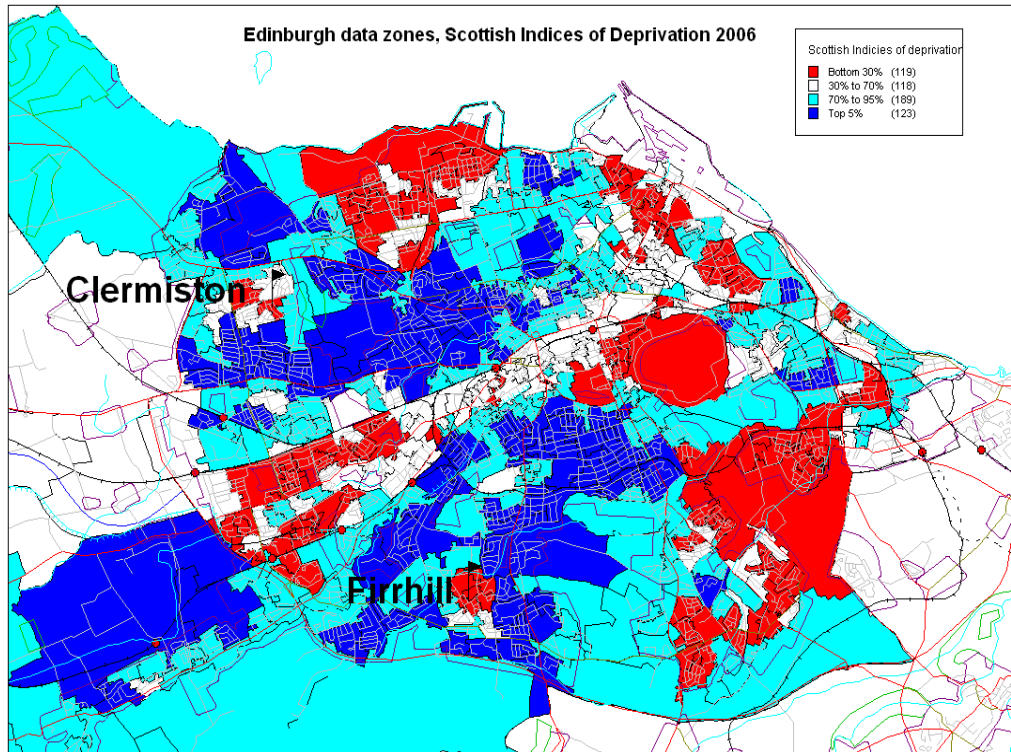 Edinburgh data zones, Scottish Indices of Deprivation 2006
Scottish Indicies of deprivation
Bottom 30% (119)
30% to 70% (118)
70% to 95% (189)
Top 5% (123)
Clermiston
Firrhill